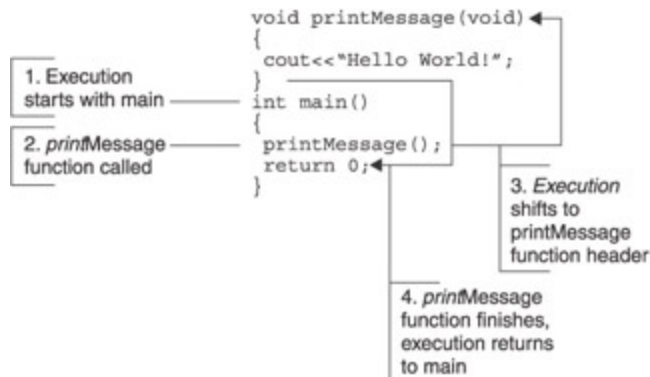 void printMessage(void)
{
cout<<“Hello World!”;
}
int main()
{
printMessage();
return 0;
}
1. Execution
starts with main
2. printMessage
function called
3. Execution
shifts to
printMessage
function header
4. printMessage
function finishes,
execution returns
to main